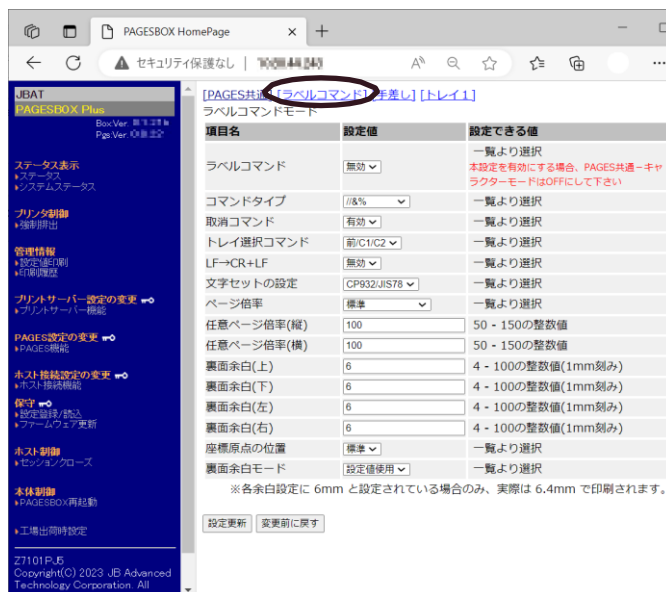 PAGESBOX HomePage
セキュリティ保護なし
JBAT
PAGESBOX Plus
Box:Ver.
Pgs:Ver.
ステータス表示
ステータス
システムステータス
プリンタ制御
強制排出
管理情報
設定値印刷
印刷履歴
プリントサーバー設定の変更
プリントサーバー機能
PAGES設定の変更
PAGES機能
ホスト接続設定の変更
ホスト接続機能
保守
設定登録/読込
ファームウェア更新
ホスト制御
セッションクローズ
本体制御
PAGESBOX再起動
工場出荷時設定
Z7101PJ5
Copyright(C) 2023 JB Advanced
Technology Corporation. All
[PAGES共通] [ラベルコマンド] [手差し] [トレイ１]
ラベルコマンドモード
項目名 設定値 設定できる値
ラベルコマンド 無効 一覧より選択
本設定を有効にする場合、PAGES共通－キャ
ラクターモードはOFFにして下さい
コマンドタイプ //&% 一覧より選択
取消コマンド 有効 一覧より選択
トレイ選択コマンド 前/C1/C2 一覧より選択
LF→CR+LF 無効 一覧より選択
文字セットの設定 CP932/JIS78 一覧より選択
ページ倍率 標準 一覧より選択
任意ページ倍率(縦) 100 50 - 150の整数値
任意ページ倍率(横) 100 50 - 150の整数値
裏面余白(上) 6 4 - 100の整数値(1mm刻み)
裏面余白(下) 6 4 - 100の整数値(1mm刻み)
裏面余白(左) 6 4 - 100の整数値(1mm刻み)
裏面余白(右) 6 4 - 100の整数値(1mm刻み)
座標原点の位置 標準 一覧より選択
裏面余白モード 設定値使用 一覧より選択
※各余白設定に 6mm と設定されている場合のみ、実際は 6.4mm で印刷されます。
設定更新 変更前に戻す